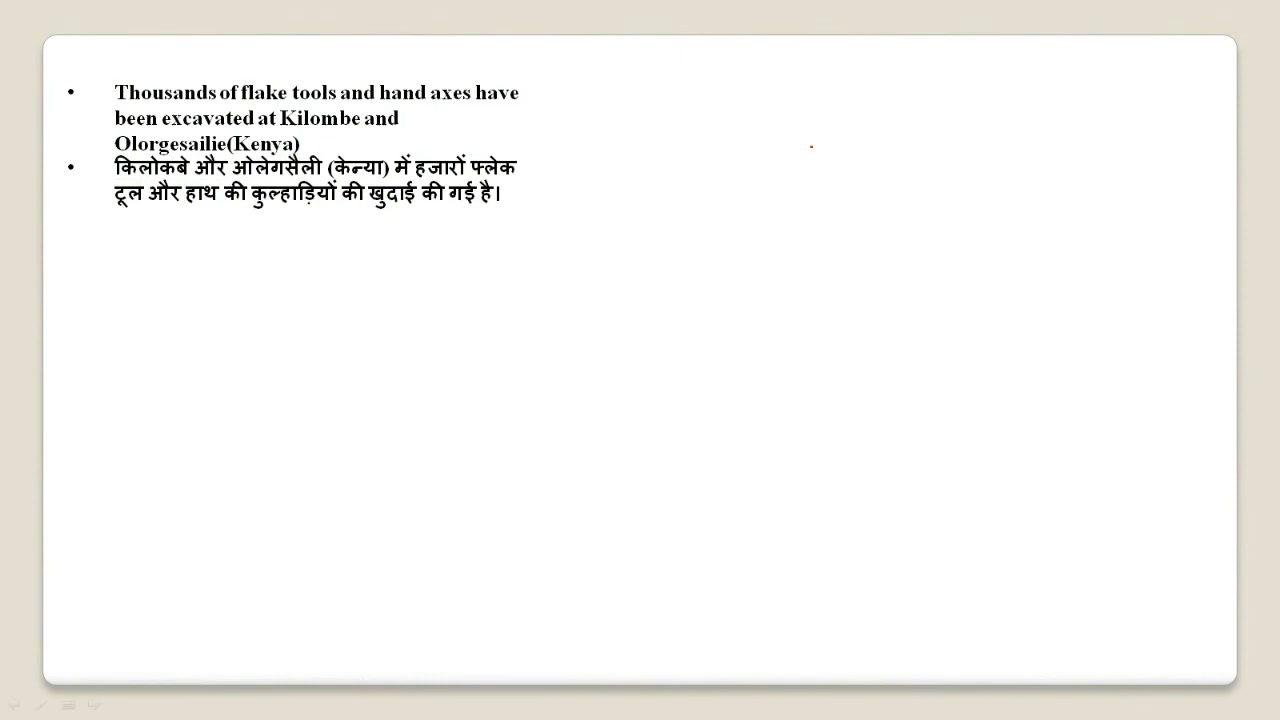 • Thousands of flake tools and hand axes have
been excavated at Kilombe and
Olorgesailie(Kenya)
• किलोकबे और ओलेगसैली (केन्या) में हजारों फ्लेक
टूल और हाथ की कुल्हाड़ियों की खुदाई की गई है।